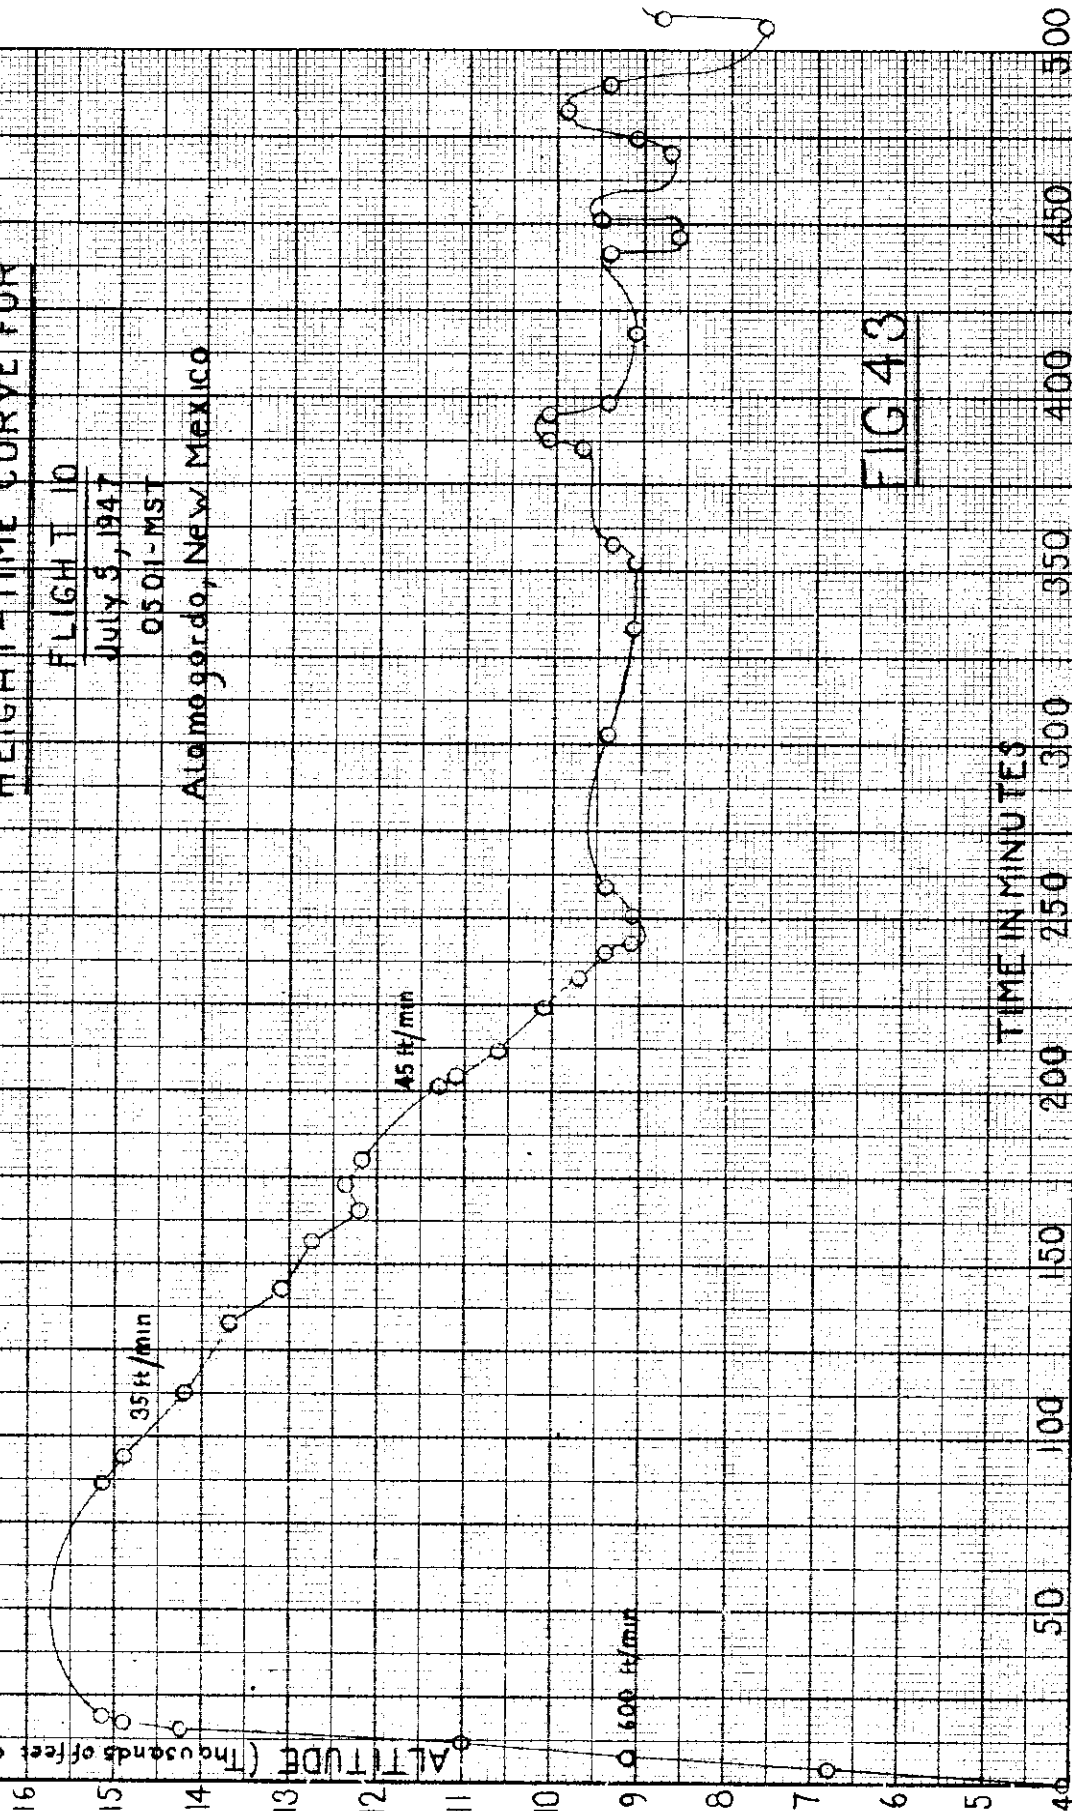 HEIGHT-TIME CURVE FOR
FLIGHT 10
July 5, 1947
0501-MST
Alamogordo, New Mexico
ALTITUDE (Thousands of feet
16
15
14
13
12
11
10
9
8
7
6
5
4
600 ft/min
35 ft/min
45 ft/min
FIG 43
TIME IN MINUTES
0
50
100
150
200
250
300
350
400
450
500